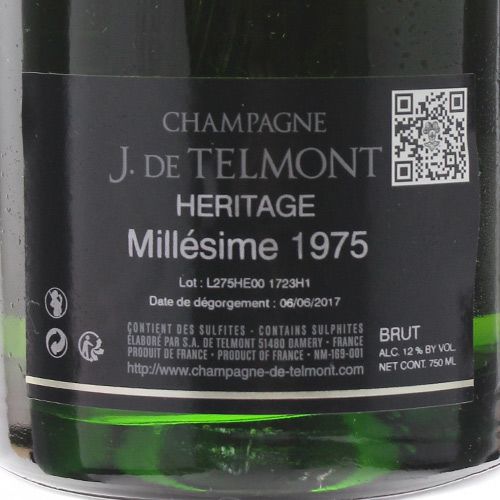 CHAMPAGNE
J. DE TELMONT
HERITAGE
Millésime 1975
Lot : L275HE00 1723H1
Date de dégorgement : 06/06/2017
CONTIENT DES SULFITES - CONTAINS SULPHITES
ÉLABORÉ PAR S.A. DE TELMONT 51480 DAMERY - FRANCE
PRODUIT DE FRANCE - PRODUCT OF FRANCE - NM-169-001
http://www.champagne-de-telmont.com
BRUT
ALC. 12 % BY VOL.
NET CONT. 750 ML